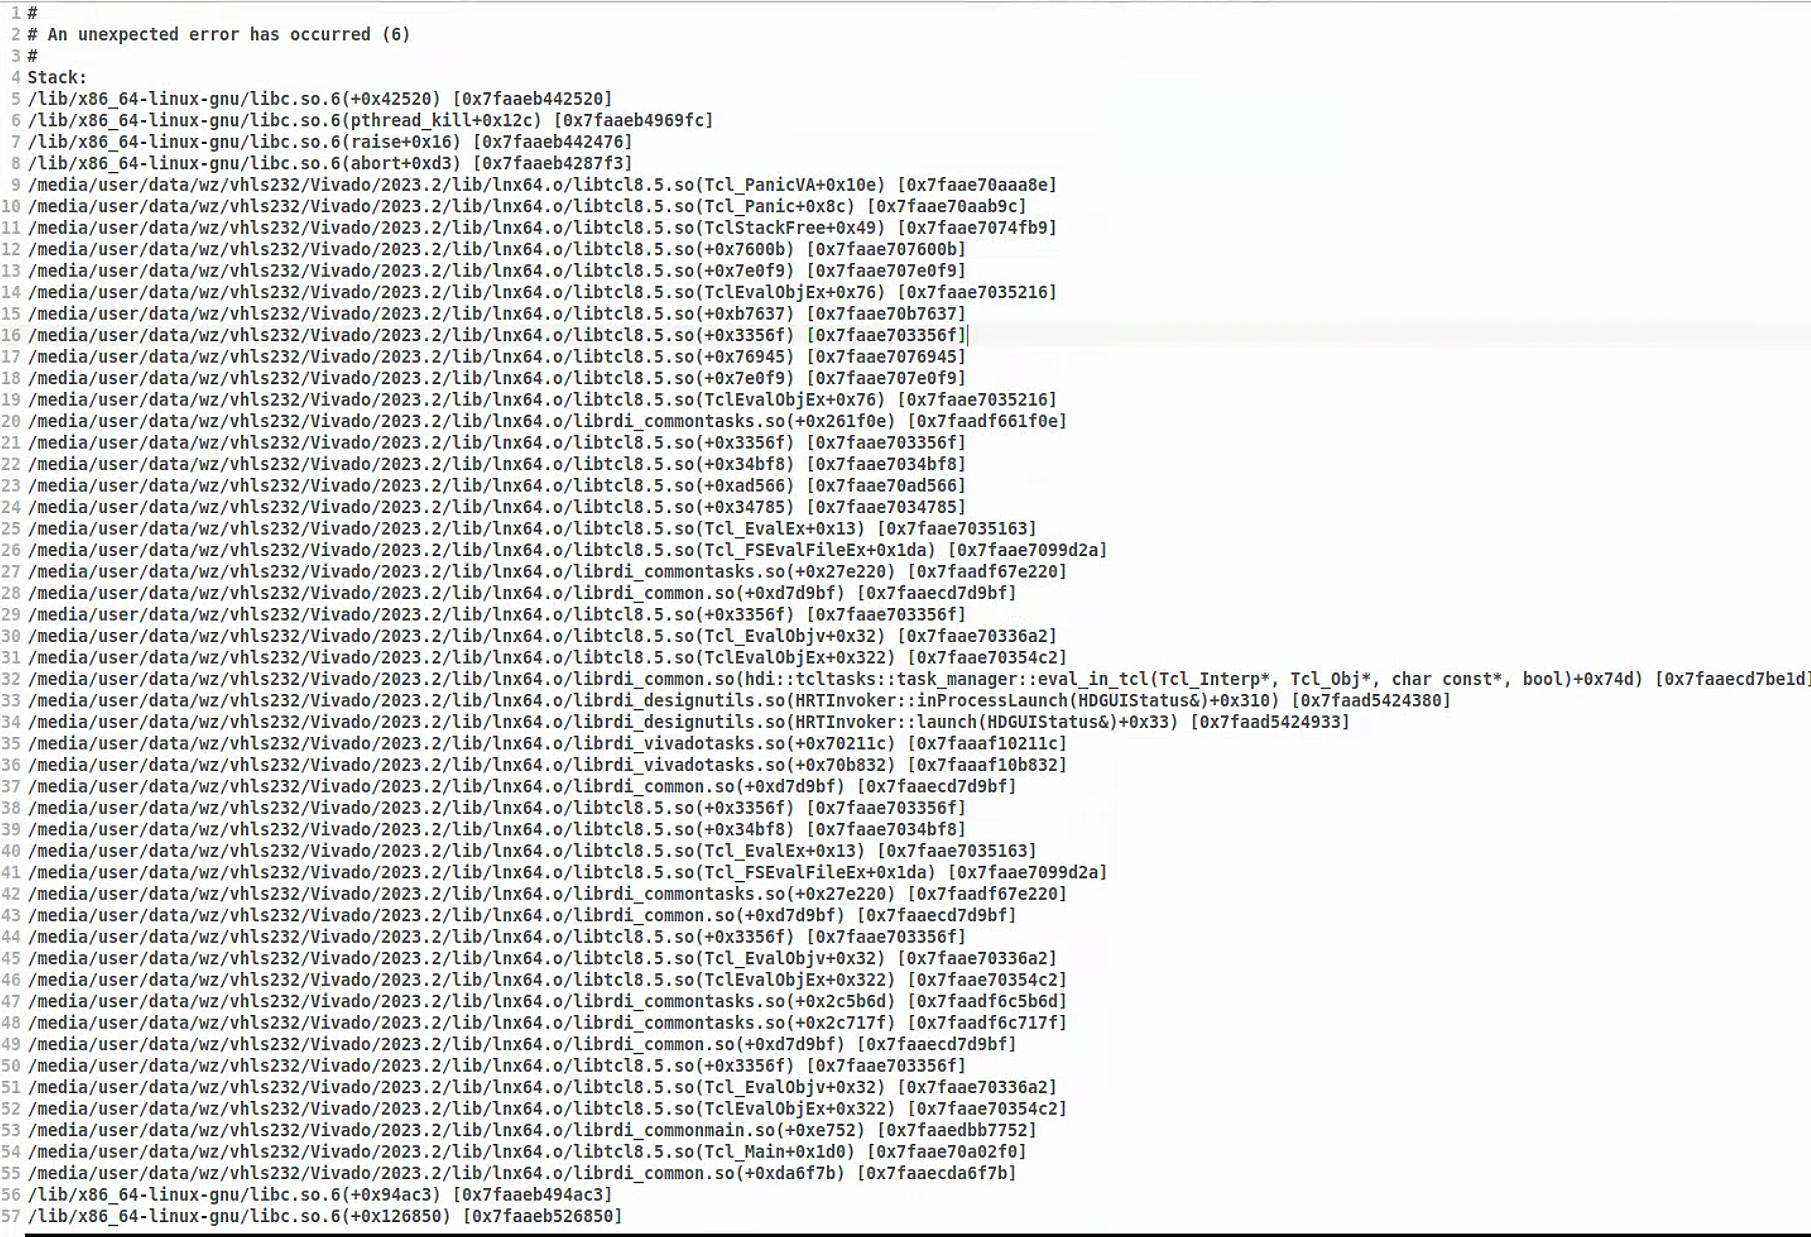 1 #
2 # An unexpected error has occurred (6)
3 #
4 Stack:
5 /lib/x86_64-linux-gnu/libc.so.6(+0x42520) [0x7faaeb442520]
6 /lib/x86_64-linux-gnu/libc.so.6(pthread_kill+0x12c) [0x7faaeb4969fc]
7 /lib/x86_64-linux-gnu/libc.so.6(raise+0x16) [0x7faaeb442476]
8 /lib/x86_64-linux-gnu/libc.so.6(abort+0xd3) [0x7faaeb4287f3]
9 /media/user/data/wz/vhls232/Vivado/2023.2/lib/lnx64.o/libtcl8.5.so(Tcl_PanicVA+0x10e) [0x7faae70aaa8e]
10 /media/user/data/wz/vhls232/Vivado/2023.2/lib/lnx64.o/libtcl8.5.so(Tcl_Panic+0x8c) [0x7faae70aab9c]
11 /media/user/data/wz/vhls232/Vivado/2023.2/lib/lnx64.o/libtcl8.5.so(TclStackFree+0x49) [0x7faae7074fb9]
12 /media/user/data/wz/vhls232/Vivado/2023.2/lib/lnx64.o/libtcl8.5.so(+0x7600b) [0x7faae707600b]
13 /media/user/data/wz/vhls232/Vivado/2023.2/lib/lnx64.o/libtcl8.5.so(+0x7e0f9) [0x7faae707e0f9]
14 /media/user/data/wz/vhls232/Vivado/2023.2/lib/lnx64.o/libtcl8.5.so(TclEvalObjEx+0x76) [0x7faae7035216]
15 /media/user/data/wz/vhls232/Vivado/2023.2/lib/lnx64.o/libtcl8.5.so(+0xb7637) [0x7faae70b7637]
16 /media/user/data/wz/vhls232/Vivado/2023.2/lib/lnx64.o/libtcl8.5.so(+0x3356f) [0x7faae703356f]
17 /media/user/data/wz/vhls232/Vivado/2023.2/lib/lnx64.o/libtcl8.5.so(+0x76945) [0x7faae7076945]
18 /media/user/data/wz/vhls232/Vivado/2023.2/lib/lnx64.o/libtcl8.5.so(+0x7e0f9) [0x7faae707e0f9]
19 /media/user/data/wz/vhls232/Vivado/2023.2/lib/lnx64.o/libtcl8.5.so(TclEvalObjEx+0x76) [0x7faae7035216]
20 /media/user/data/wz/vhls232/Vivado/2023.2/lib/lnx64.o/librdi_commontasks.so(+0x261f0e) [0x7faadf661f0e]
21 /media/user/data/wz/vhls232/Vivado/2023.2/lib/lnx64.o/libtcl8.5.so(+0x3356f) [0x7faae703356f]
22 /media/user/data/wz/vhls232/Vivado/2023.2/lib/lnx64.o/libtcl8.5.so(+0x34bf8) [0x7faae7034bf8]
23 /media/user/data/wz/vhls232/Vivado/2023.2/lib/lnx64.o/libtcl8.5.so(+0xad566) [0x7faae70ad566]
24 /media/user/data/wz/vhls232/Vivado/2023.2/lib/lnx64.o/libtcl8.5.so(+0x34785) [0x7faae7034785]
25 /media/user/data/wz/vhls232/Vivado/2023.2/lib/lnx64.o/libtcl8.5.so(Tcl_EvalEx+0x13) [0x7faae7035163]
26 /media/user/data/wz/vhls232/Vivado/2023.2/lib/lnx64.o/libtcl8.5.so(Tcl_FSEvalFileEx+0x1da) [0x7faae7099d2a]
27 /media/user/data/wz/vhls232/Vivado/2023.2/lib/lnx64.o/librdi_commontasks.so(+0x27e220) [0x7faadf67e220]
28 /media/user/data/wz/vhls232/Vivado/2023.2/lib/lnx64.o/librdi_common.so(+0xd7d9bf) [0x7faaecd7d9bf]
29 /media/user/data/wz/vhls232/Vivado/2023.2/lib/lnx64.o/libtcl8.5.so(+0x3356f) [0x7faae703356f]
30 /media/user/data/wz/vhls232/Vivado/2023.2/lib/lnx64.o/libtcl8.5.so(Tcl_EvalObjv+0x32) [0x7faae70336a2]
31 /media/user/data/wz/vhls232/Vivado/2023.2/lib/lnx64.o/libtcl8.5.so(TclEvalObjEx+0x322) [0x7faae70354c2]
32 /media/user/data/wz/vhls232/Vivado/2023.2/lib/lnx64.o/librdi_common.so(hdi::tcltasks::task_manager::eval_in_tcl(Tcl_Interp*, Tcl_Obj*, char const*, bool)+0x74d) [0x7faaecd7be1d]
33 /media/user/data/wz/vhls232/Vivado/2023.2/lib/lnx64.o/librdi_designutils.so(HRTInvoker::inProcessLaunch(HDGUIStatus&)+0x310) [0x7faad5424380]
34 /media/user/data/wz/vhls232/Vivado/2023.2/lib/lnx64.o/librdi_designutils.so(HRTInvoker::launch(HDGUIStatus&)+0x33) [0x7faad5424933]
35 /media/user/data/wz/vhls232/Vivado/2023.2/lib/lnx64.o/librdi_vivadotasks.so(+0x70211c) [0x7faaaf10211c]
36 /media/user/data/wz/vhls232/Vivado/2023.2/lib/lnx64.o/librdi_vivadotasks.so(+0x70b832) [0x7faaaf10b832]
37 /media/user/data/wz/vhls232/Vivado/2023.2/lib/lnx64.o/librdi_common.so(+0xd7d9bf) [0x7faaecd7d9bf]
38 /media/user/data/wz/vhls232/Vivado/2023.2/lib/lnx64.o/libtcl8.5.so(+0x3356f) [0x7faae703356f]
39 /media/user/data/wz/vhls232/Vivado/2023.2/lib/lnx64.o/libtcl8.5.so(+0x34bf8) [0x7faae7034bf8]
40 /media/user/data/wz/vhls232/Vivado/2023.2/lib/lnx64.o/libtcl8.5.so(Tcl_EvalEx+0x13) [0x7faae7035163]
41 /media/user/data/wz/vhls232/Vivado/2023.2/lib/lnx64.o/libtcl8.5.so(Tcl_FSEvalFileEx+0x1da) [0x7faae7099d2a]
42 /media/user/data/wz/vhls232/Vivado/2023.2/lib/lnx64.o/librdi_commontasks.so(+0x27e220) [0x7faadf67e220]
43 /media/user/data/wz/vhls232/Vivado/2023.2/lib/lnx64.o/librdi_common.so(+0xd7d9bf) [0x7faaecd7d9bf]
44 /media/user/data/wz/vhls232/Vivado/2023.2/lib/lnx64.o/libtcl8.5.so(+0x3356f) [0x7faae703356f]
45 /media/user/data/wz/vhls232/Vivado/2023.2/lib/lnx64.o/libtcl8.5.so(Tcl_EvalObjv+0x32) [0x7faae70336a2]
46 /media/user/data/wz/vhls232/Vivado/2023.2/lib/lnx64.o/libtcl8.5.so(TclEvalObjEx+0x322) [0x7faae70354c2]
47 /media/user/data/wz/vhls232/Vivado/2023.2/lib/lnx64.o/librdi_commontasks.so(+0x2c5b6d) [0x7faadf6c5b6d]
48 /media/user/data/wz/vhls232/Vivado/2023.2/lib/lnx64.o/librdi_commontasks.so(+0x2c717f) [0x7faadf6c717f]
49 /media/user/data/wz/vhls232/Vivado/2023.2/lib/lnx64.o/librdi_common.so(+0xd7d9bf) [0x7faaecd7d9bf]
50 /media/user/data/wz/vhls232/Vivado/2023.2/lib/lnx64.o/libtcl8.5.so(+0x3356f) [0x7faae703356f]
51 /media/user/data/wz/vhls232/Vivado/2023.2/lib/lnx64.o/libtcl8.5.so(Tcl_EvalObjv+0x32) [0x7faae70336a2]
52 /media/user/data/wz/vhls232/Vivado/2023.2/lib/lnx64.o/libtcl8.5.so(TclEvalObjEx+0x322) [0x7faae70354c2]
53 /media/user/data/wz/vhls232/Vivado/2023.2/lib/lnx64.o/librdi_commonmain.so(+0xe752) [0x7faaedbb7752]
54 /media/user/data/wz/vhls232/Vivado/2023.2/lib/lnx64.o/libtcl8.5.so(Tcl_Main+0x1d0) [0x7faae70a02f0]
55 /media/user/data/wz/vhls232/Vivado/2023.2/lib/lnx64.o/librdi_common.so(+0xda6f7b) [0x7faaecda6f7b]
56 /lib/x86_64-linux-gnu/libc.so.6(+0x94ac3) [0x7faaeb494ac3]
57 /lib/x86_64-linux-gnu/libc.so.6(+0x126850) [0x7faaeb526850]